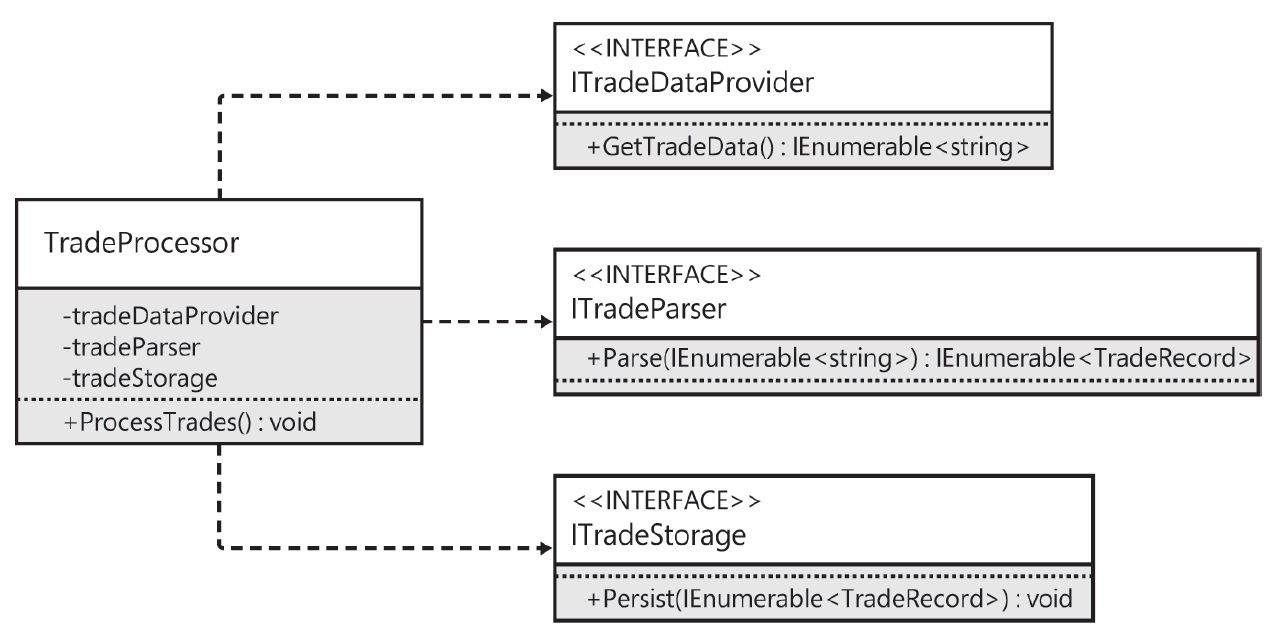 <<INTERFACE>>
ITradeDataProvider
+GetTradeData() : IEnumerable<string>
TradeProcessor
-tradeDataProvider
-tradeParser
-tradeStorage
+ProcessTrades() : void
<<INTERFACE>>
ITradeParser
+Parse(IEnumerable<string>) : IEnumerable<TradeRecord>
<<INTERFACE>>
ITradeStorage
+Persist(IEnumerable<TradeRecord>) : void